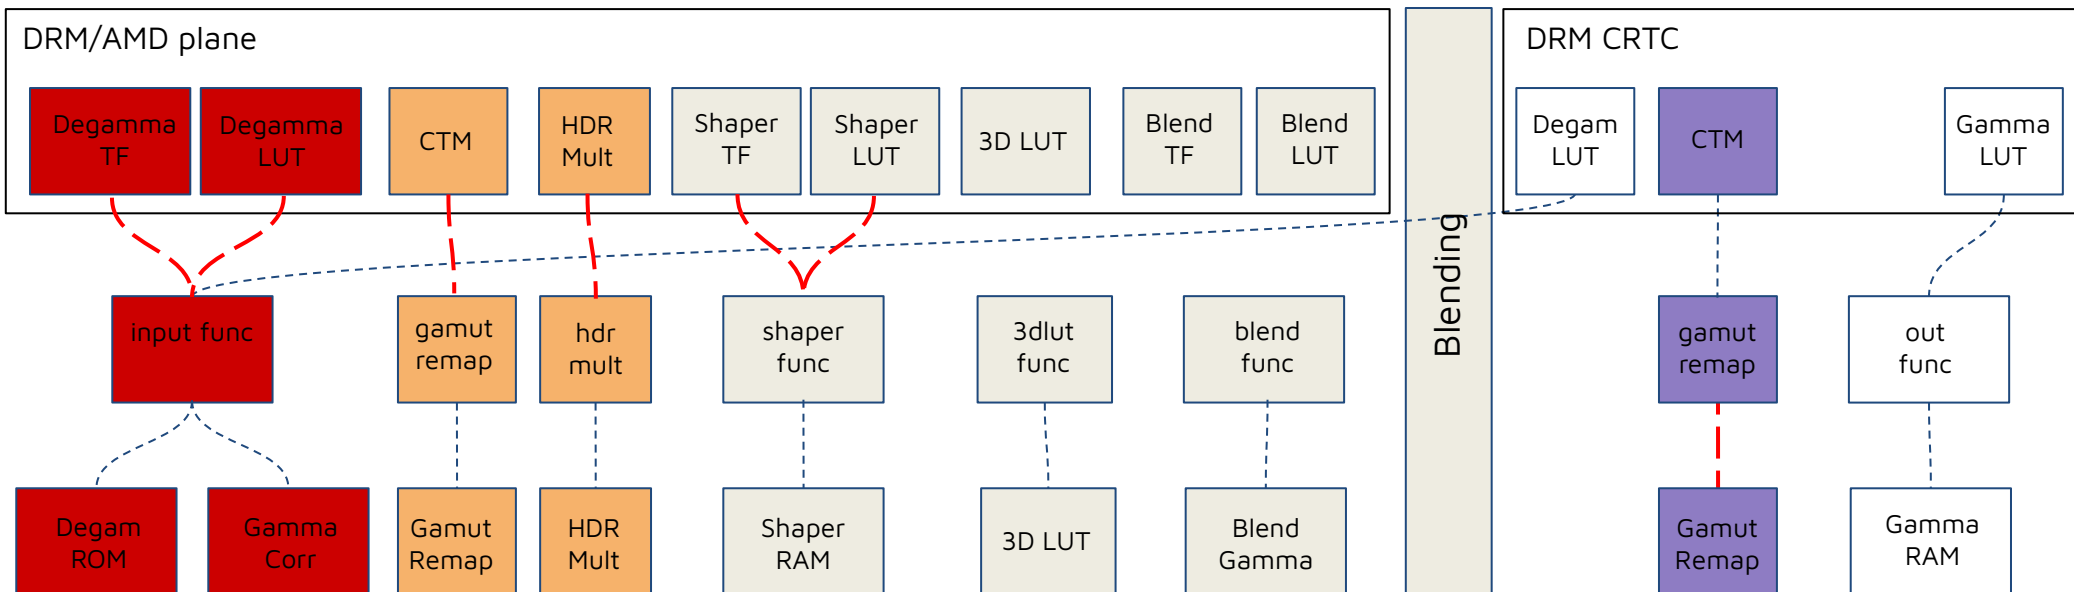 DRM/AMD plane
Degamma
TF
Degamma
LUT
CTM
HDR
Mult
Shaper
TF
Shaper
LUT
3D LUT
Blend
TF
Blend
LUT
Blending
DRM CRTC
Degam
LUT
CTM
Gamma
LUT
input func
gamut
remap
hdr
mult
shaper
func
3dlut
func
blend
func
gamut
remap
out
func
Degam
ROM
Gamma
Corr
Gamut
Remap
HDR
Mult
Shaper
RAM
3D LUT
Blend
Gamma
Gamut
Remap
Gamma
RAM